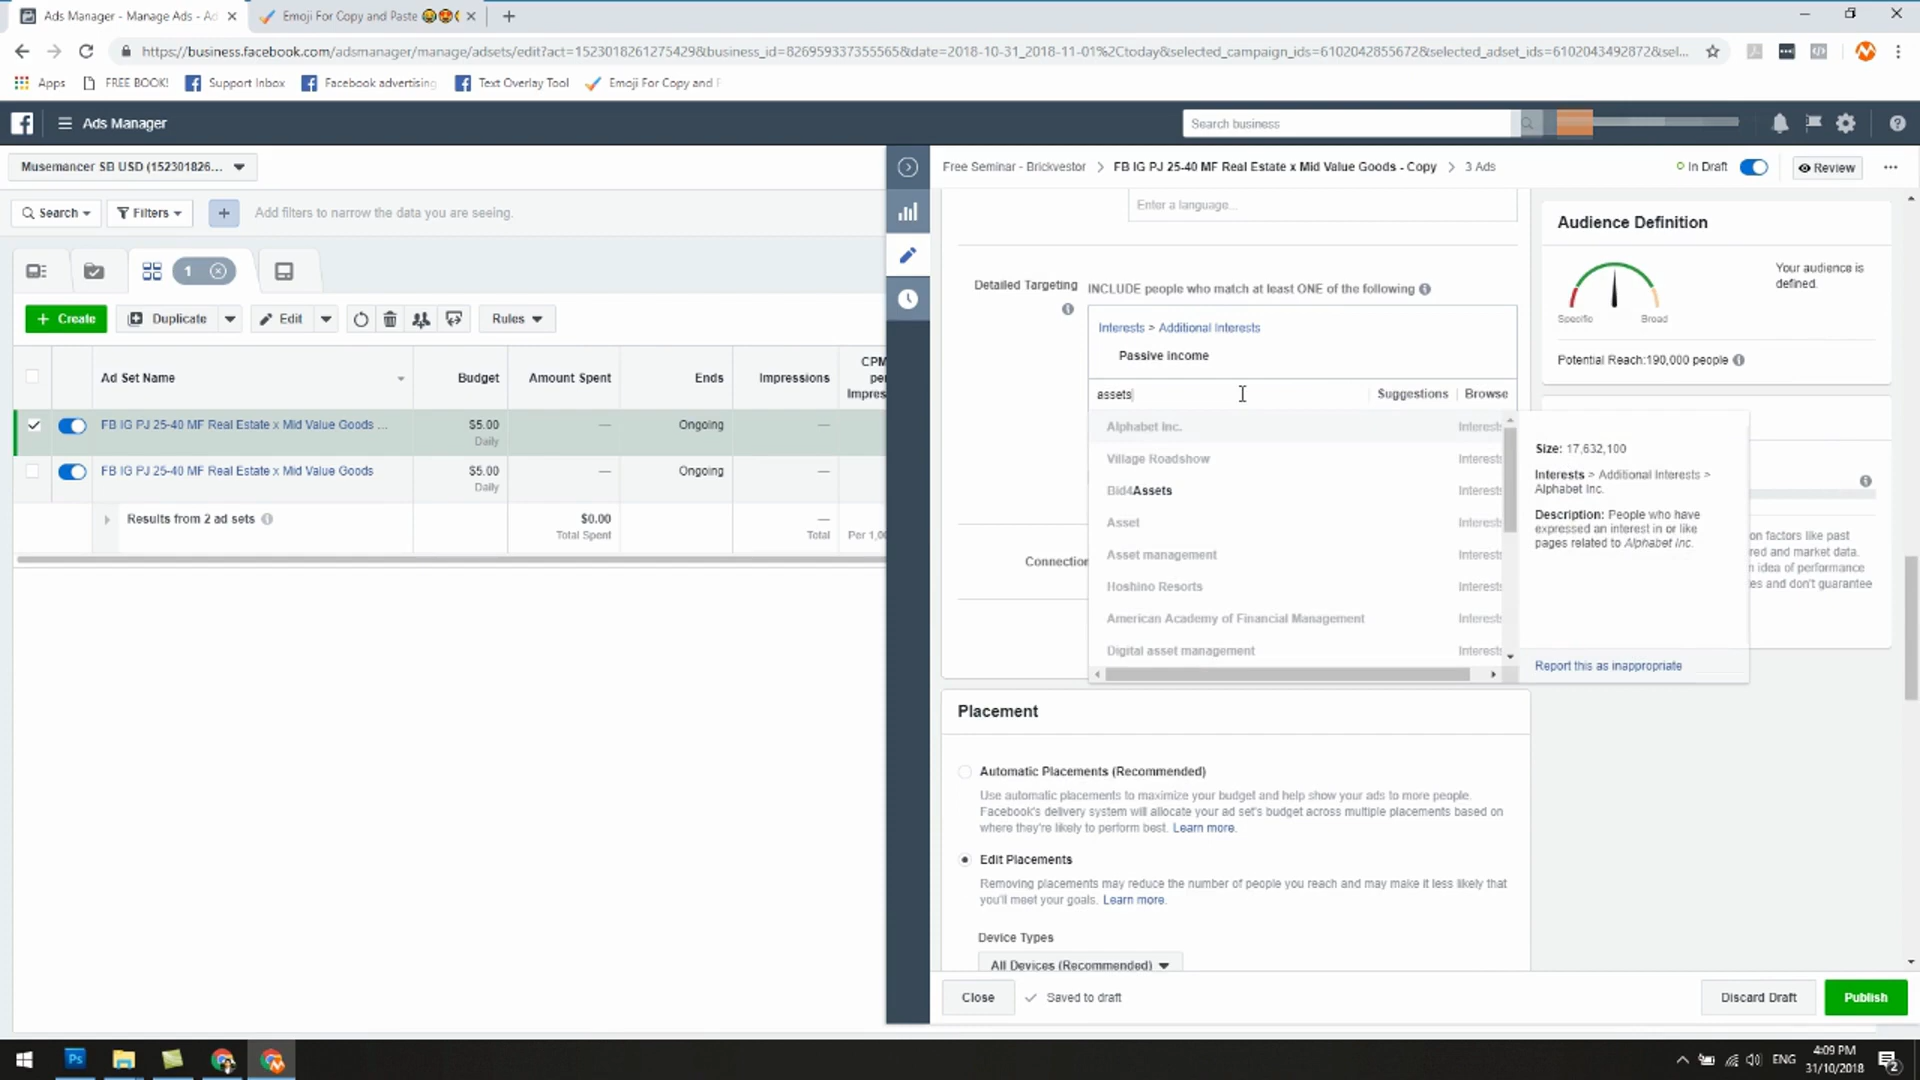 Ads Manager - Manage Ads - Ad
Emoji For Copy and Paste
https://business.facebook.com/adsmanager/manage/adsets/edit?act=15230182612754298&business_id=826959337355565&date=2018-10-31_2018-11-01%2Ctoday&selected_campaign_ids=6102042855672&selected_adset_ids=6102043492872&sel...
Apps
FREE BOOK!
Support Inbox
Facebook advertising
Text Overlay Tool
Emoji For Copy and F
Ads Manager
Search business
Musemancer SB USD (152301826...
Free Seminar - Brickvestor
FB IG PJ 25-40 MF Real Estate x Mid Value Goods - Copy
3 Ads
In Draft
Review
Search
Filters
Add filters to narrow the data you are seeing.
1
Create
Duplicate
Edit
Rules
Ad Set Name
Budget
Amount Spent
Ends
Impressions
CPM
per
Impres
FB IG PJ 25-40 MF Real Estate x Mid Value Goods ...
$5.00
Daily
—
Ongoing
—
FB IG PJ 25-40 MF Real Estate x Mid Value Goods
$5.00
Daily
—
Ongoing
—
Results from 2 ad sets
$0.00
Total Spent
—
Total
Per 1,00
Enter a language...
Detailed Targeting
INCLUDE people who match at least ONE of the following
Interests > Additional Interests
Passive income
assets
Suggestions
Browse
Alphabet Inc.
Interests
Village Roadshow
Interests
Bid4Assets
Interests
Asset
Interests
Asset management
Interests
Hoshino Resorts
Interests
American Academy of Financial Management
Interests
Digital asset management
Interests
Connection
Size: 17,632,100
Interests > Additional Interests >
Alphabet Inc.
Description: People who have
expressed an interest in or like
pages related to Alphabet Inc.
Report this as inappropriate
Audience Definition
Your audience is
defined.
Specific
Broad
Potential Reach:190,000 people
on factors like past
red and market data.
n idea of performance
es and don't guarantee
Placement
Automatic Placements (Recommended)
Use automatic placements to maximize your budget and help show your ads to more people.
Facebook's delivery system will allocate your ad set's budget across multiple placements based on
where they're likely to perform best. Learn more.
Edit Placements
Removing placements may reduce the number of people you reach and may make it less likely that
you'll meet your goals. Learn more.
Device Types
All Devices (Recommended)
Close
Saved to draft
Discard Draft
Publish
Ps
ENG
4:09 PM
31/10/2018
2